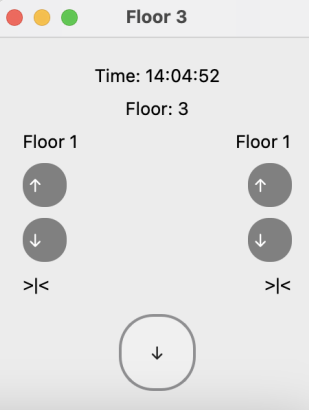 Floor 3
Time: 14:04:52
Floor: 3
Floor 1 Floor 1
↑ ↑
↓ ↓
>|< >|<
↓